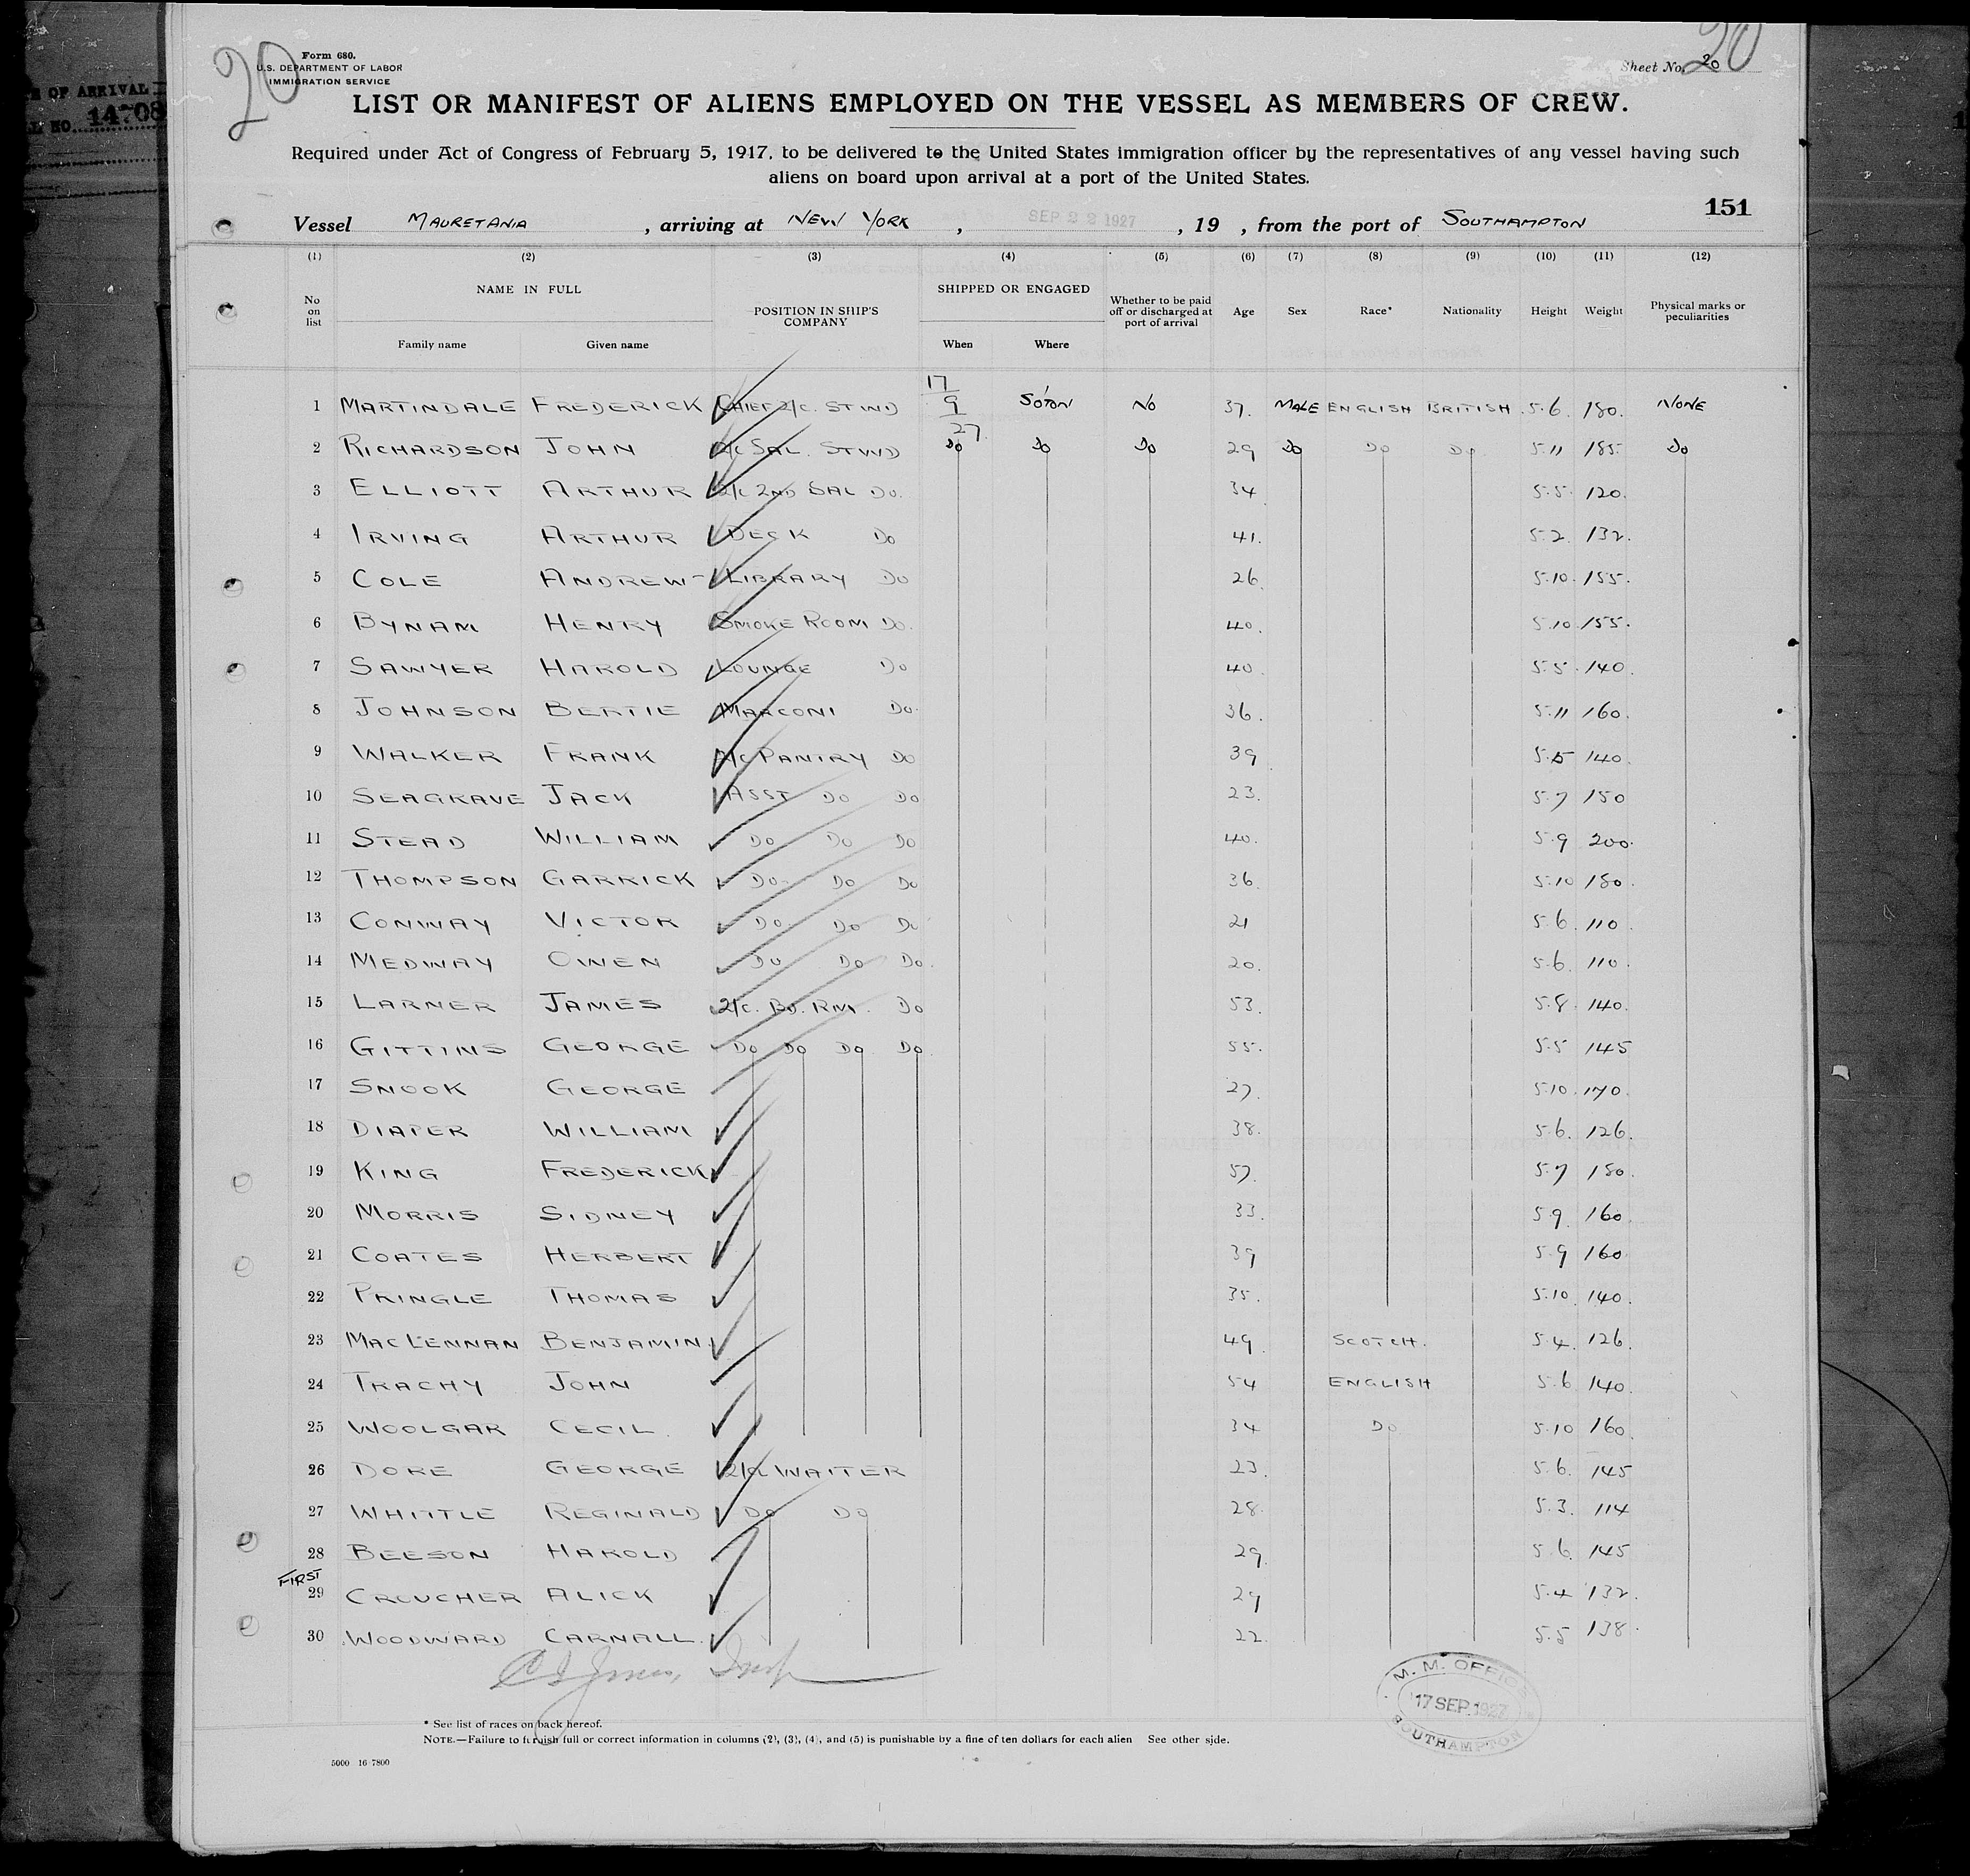 E OF ARRIVAL
NO. 14708
20
Form 680.
U.S. DEPARTMENT OF LABOR
IMMIGRATION SERVICE
Sheet No. 20
20
LIST OR MANIFEST OF ALIENS EMPLOYED ON THE VESSEL AS MEMBERS OF CREW.
Required under Act of Congress of February 5, 1917, to be delivered to the United States immigration officer by the representatives of any vessel having such
aliens on board upon arrival at a port of the United States.
151
Vessel MAURETANIA, arriving at NEW YORK, SEP 22 1927, 19 , from the port of SOUTHAMPTON
(1) (2) (3) (4) (5) (6) (7) (8) (9) (10) (11) (12)
No on list NAME IN FULL Family name Given name POSITION IN SHIP'S COMPANY SHIPPED OR ENGAGED When Where Whether to be paid off or discharged at port of arrival Age Sex Race* Nationality Height Weight Physical marks or peculiarities
1 MARTINDALE FREDERICK CHIEF 2/C. STWD 17/9/27 SO'TON NO 37. MALE ENGLISH BRITISH 5.6. 180. NONE
2 RICHARDSON JOHN 2/C SAL. STWD DO DO DO 29 DO DO DO 5.11 185. DO
3 ELLIOTT ARTHUR 2/C 2ND SAL DO. 34 5.5. 120.
4 IRVING ARTHUR DECK DO 41. 5.2. 132.
5 COLE ANDREW LIBRARY DO 26. 5.10. 155.
6 BYNAM HENRY SMOKE ROOM DO. 40. 5.10. 155.
7 SAWYER HAROLD LOUNGE DO 40. 5.5. 140.
8 JOHNSON BERTIE MARCONI DO. 36. 5.11 160.
9 WALKER FRANK 2/C PANTRY DO 39 5.5 140.
10 SEAGRAVE JACK ASST DO DO 23. 5.7 150
11 STEAD WILLIAM DO DO DO 40. 5.9 200.
12 THOMPSON GARRICK DO DO DO 36. 5.10 180.
13 CONWAY VICTOR DO DO DO 21 5.6. 110.
14 MEDWAY OWEN DO DO DO. 20. 5.6. 110.
15 LARNER JAMES 2/C. BD. RM. DO 53. 5.8. 140.
16 GITTINS GEORGE DO DO DO DO. 55. 5.5 145
17 SNOOK GEORGE 27. 5.10. 170.
18 DIAPER WILLIAM 38. 5.6. 126.
19 KING FREDERICK 57. 5.7 150.
20 MORRIS SIDNEY 33. 5.9. 160.
21 COATES HERBERT 39 5.9 160.
22 PRINGLE THOMAS 35. 5.10. 140.
23 MACLENNAN BENJAMIN. 49. SCOTCH. 5.4. 126.
24 TRACHY JOHN 54 ENGLISH 5.6 140.
25 WOOLGAR CECIL. 34 DO 5.10 160.
26 DORE GEORGE 2/C WAITER 23. 5.6. 145
27 WHITTLE REGINALD DO DO 28. 5.3. 114
28 BEESON HAROLD 29. 5.6. 145
FIRST
29 CROUCHER ALICK 29 5.4 132.
30 WOODWARD CARNALL. 22. 5.5 138.
M. M. OFFICE
17 SEP. 1927
SOUTHAMPTON
* See list of races on back hereof.
NOTE.—Failure to furnish full or correct information in columns (2), (3), (4), and (5) is punishable by a fine of ten dollars for each alien See other side.
5000 16-7800